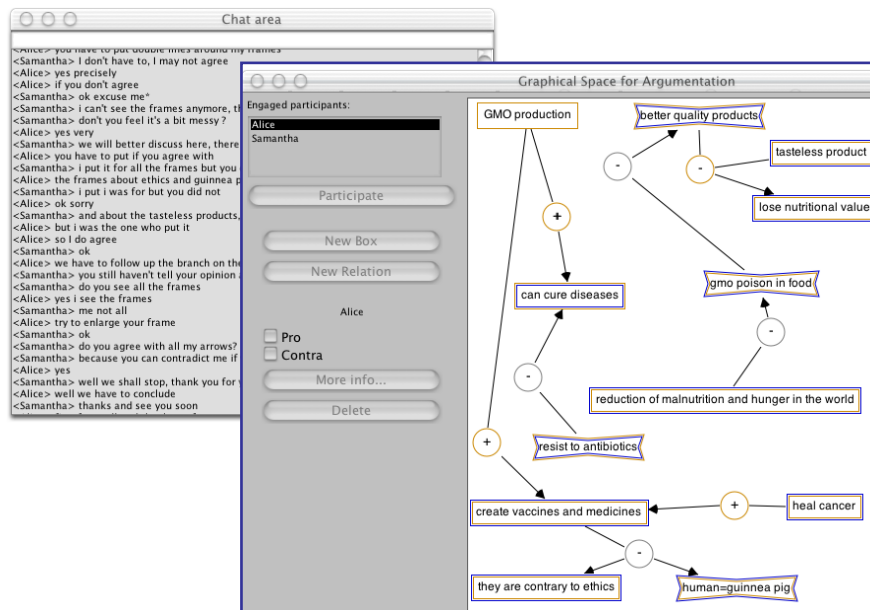 Chat area
<Alice> you have to put double lines around my frames
<Samantha> I don't have to, I may not agree
<Alice> yes precisely
<Alice> if you don't agree
<Samantha> ok excuse me*
<Samantha> i can't see the frames anymore, th
<Samantha> don't you feel it's a bit messy ?
<Alice> yes very
<Samantha> we will better discuss here, there
<Alice> you have to put if you agree with
<Samantha> i put it for all the frames but you
<Alice> the frames about ethics and guinnea p
<Samantha> i put i was for but you did not
<Alice> ok sorry
<Samantha> and about the tasteless products,
<Alice> but i was the one who put it
<Alice> so I do agree
<Samantha> ok
<Alice> we have to follow up the branch on the
<Samantha> you still haven't tell your opinion
<Samantha> do you see all the frames
<Alice> yes i see the frames
<Samantha> me not all
<Alice> try to enlarge your frame
<Samantha> ok
<Samantha> do you agree with all my arrows?
<Samantha> because you can contradict me if
<Alice> yes
<Samantha> well we shall stop, thank you for
<Alice> well we have to conclude
<Samantha> thanks and see you soon
Graphical Space for Argumentation
Engaged participants:
Alice
Samantha
Participate
New Box
New Relation
Alice
Pro
Contra
More info...
Delete
GMO production
better quality products
-
-
tasteless product
lose nutritional value
+
can cure diseases
gmo poison in food
-
-
reduction of malnutrition and hunger in the world
+
resist to antibiotics
create vaccines and medicines
+
heal cancer
-
they are contrary to ethics
human=guinnea pig